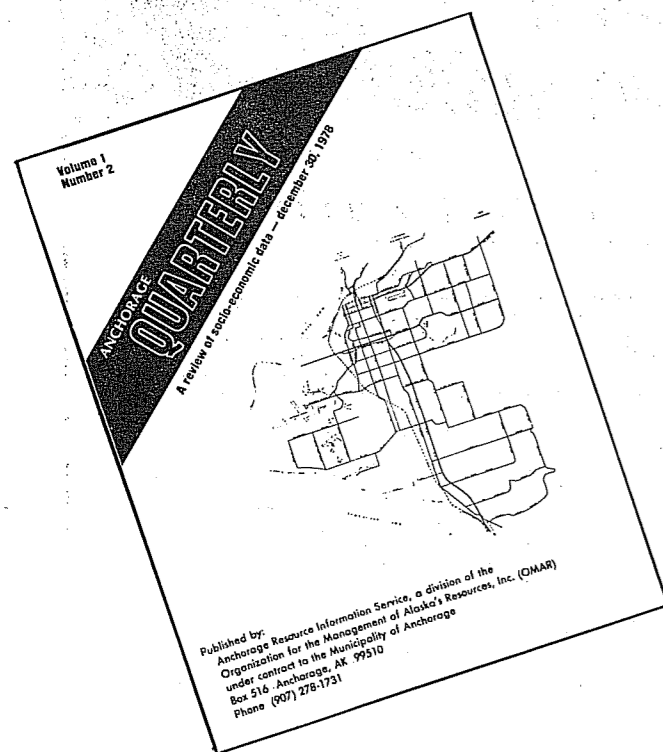 Volume 1
Number 2
ANCHORAGE
QUARTERLY
A review of socio-economic data — december 30, 1978
Published by:
Anchorage Resource Information Service, a division of the
Organization for the Management of Alaska's Resources, Inc. (OMAR)
under contract to the Municipality of Anchorage
Box 516 Anchorage, AK 99510
Phone (907) 278-1731